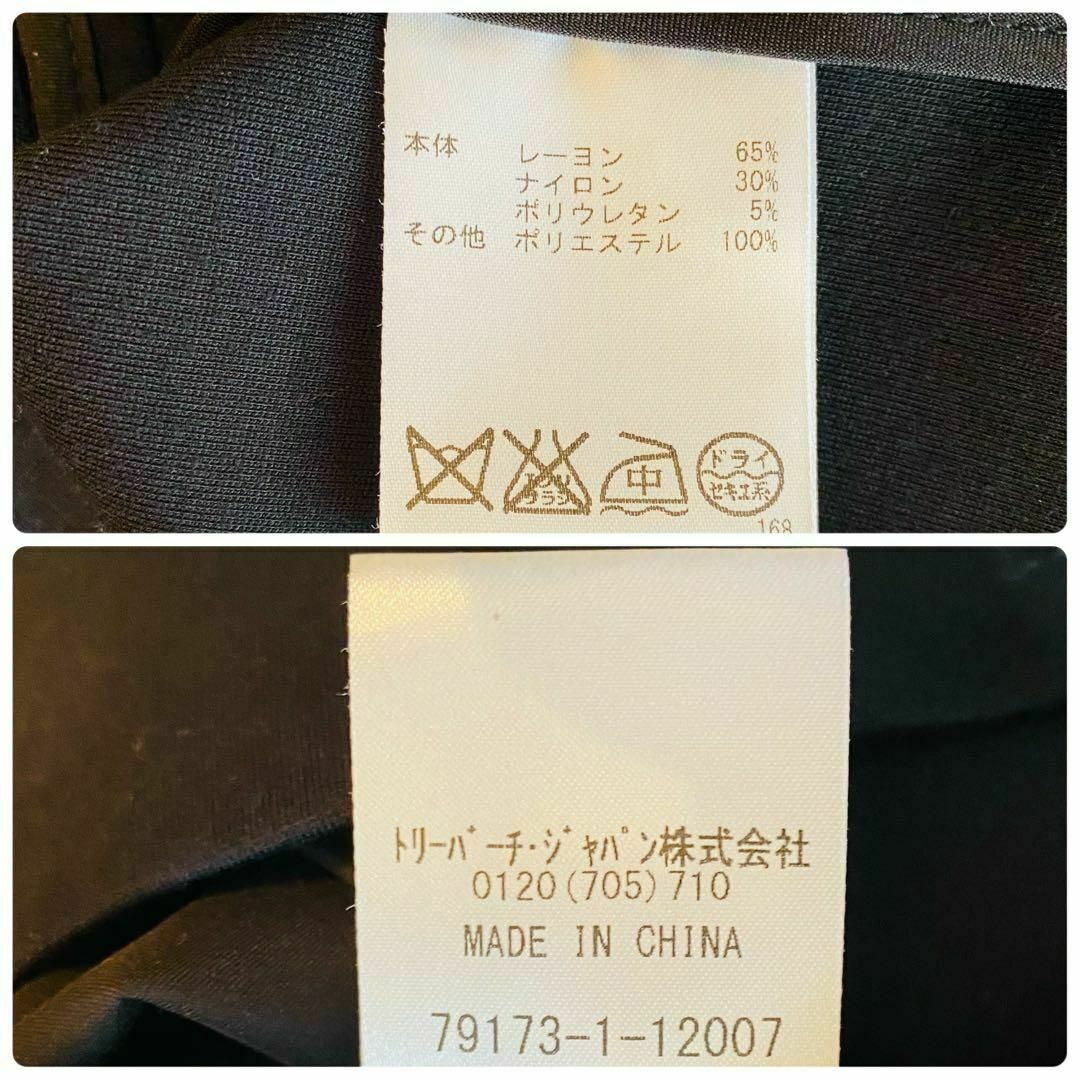 本体 レーヨン 65%
ナイロン 30%
ポリウレタン 5%
その他 ポリエステル 100%
中
ドライ
セキユ系
168
トリーバーチ・ジャパン株式会社
0120(705)710
MADE IN CHINA
79173-1-12007